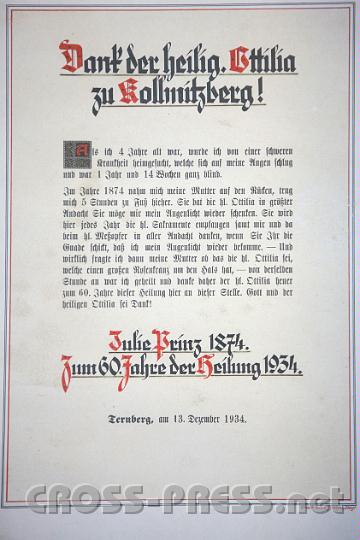 Dank der heilig. Ottilia
zu Kollmitzberg!
Als ich 4 Jahre alt war, wurde ich von einer schweren
Krankheit heimgesucht, welche sich auf meine Augen schlug
und war 1 Jahr und 14 Wochen ganz blind.
Im Jahre 1874 nahm mich meine Mutter auf den Rücken, trug
mich 5 Stunden zu Fuß hieher. Sie bat die hl. Ottilia in größter
Andacht Sie möge mir mein Augenlicht wieder schenken. Sie wird
hier jedes Jahr die hl. Sakramente empfangen samt mir und da
beim hl. Meßopfer in aller Andacht danken, wenn Sie Ihr die
Gnade schickt, daß ich mein Augenlicht wieder bekomme. — Und
wirklich fragte ich dann meine Mutter ob das die hl. Ottilia sei,
welche einen großen Rosenkranz um den Hals hat, — von derselben
Stunde an war ich geheilt und danke daher der hl. Ottilia heuer
zum 60. Jahre dieser Heilung hier an dieser Stelle. Gott und der
heiligen Ottilia sei Dank!
Julie Prinz 1874.
Zum 60. Jahre der Heilung 1934.
Ternberg, am 13. Dezember 1934.
CROSS-PRESS.net